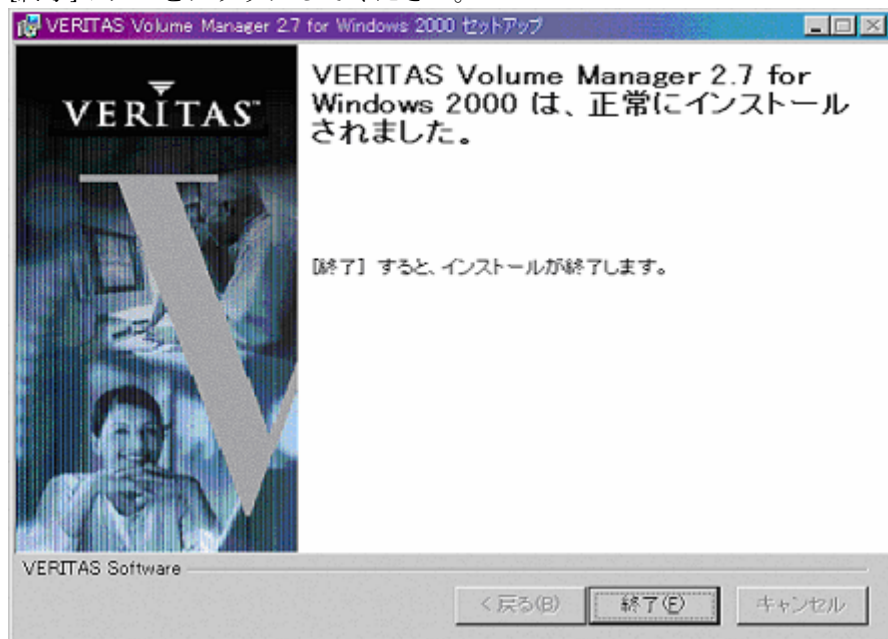 VERITAS Volume Manager 2.7 for Windows 2000 セットアップ
VERITAS™
VERITAS Volume Manager 2.7 for
Windows 2000 は、正常にインストール
されました。
[終了] すると、インストールが終了します。
VERITAS Software
< 戻る(B)
終了(E)
キャンセル